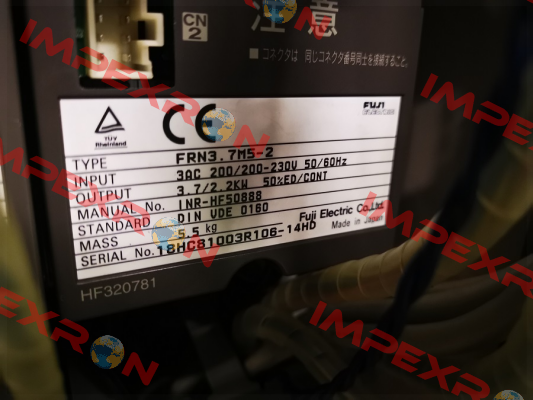 CN
2
注 意
■ コネクタは 同じコネクタ番号同士を接続すること。
TÜV
Rheinland
CE
FUJI
ELECTRIC
TYPE FRN3.7M5-2
INPUT 3AC 200/200-230V 50/60Hz
OUTPUT 3.7/2.2KW 50%ED/CONT
MANUAL No. INR-HF50888
STANDARD DIN VDE 0160
MASS 5.5 kg
SERIAL No. 18HC81003R106-14HD
Fuji Electric Co.,Ltd.
Made in Japan
HF320781
IMPEXRON
IMPEXRON
IMPEXRON
IMPEXRON
IMPEXRON